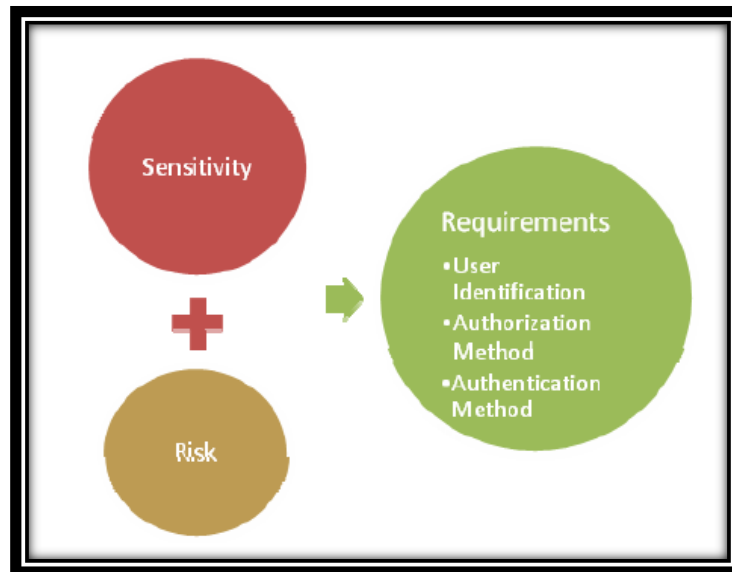 Sensitivity
Risk
Requirements
•User
Identification
•Authorization
Method
•Authentication
Method